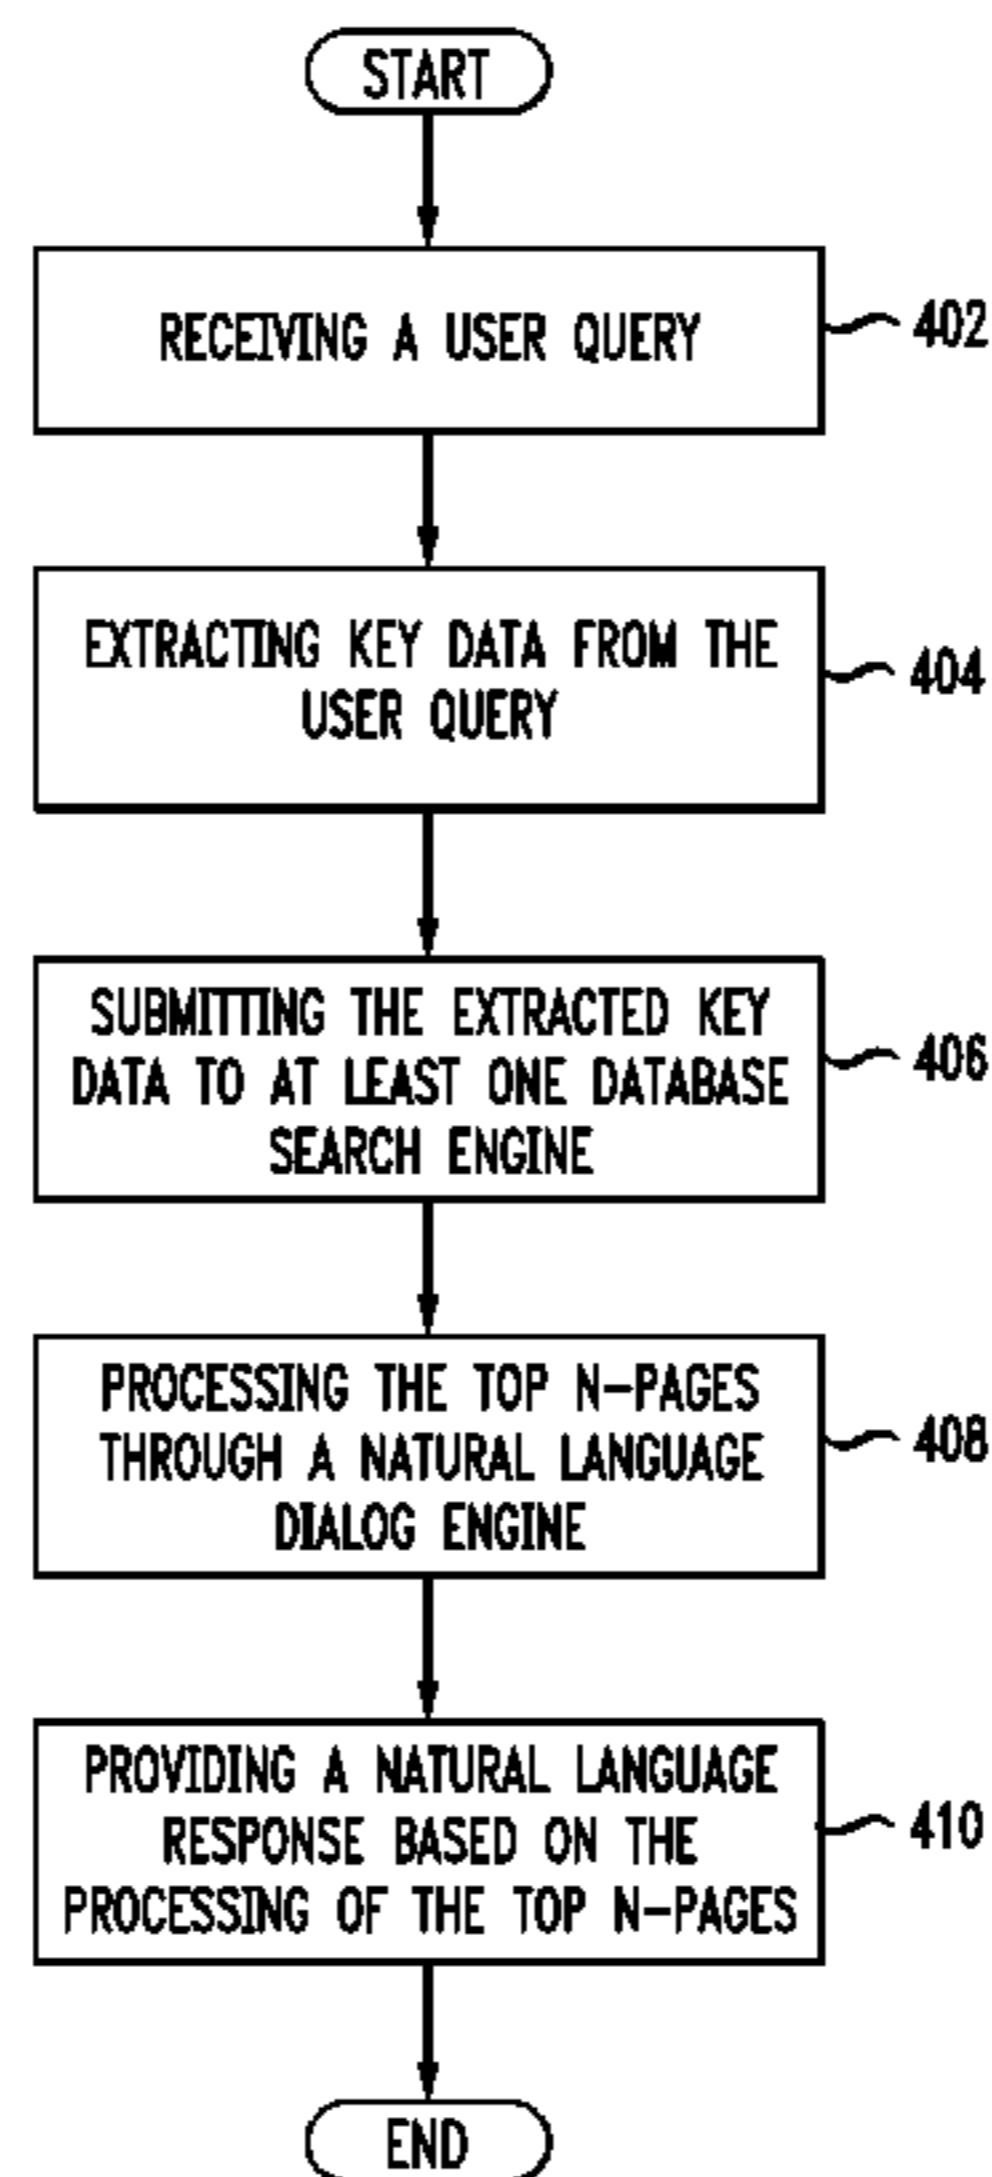 START
RECEIVING A USER QUERY
402
EXTRACTING KEY DATA FROM THE
USER QUERY
404
SUBMITTING THE EXTRACTED KEY
DATA TO AT LEAST ONE DATABASE
SEARCH ENGINE
406
PROCESSING THE TOP N-PAGES
THROUGH A NATURAL LANGUAGE
DIALOG ENGINE
408
PROVIDING A NATURAL LANGUAGE
RESPONSE BASED ON THE
PROCESSING OF THE TOP N-PAGES
410
END